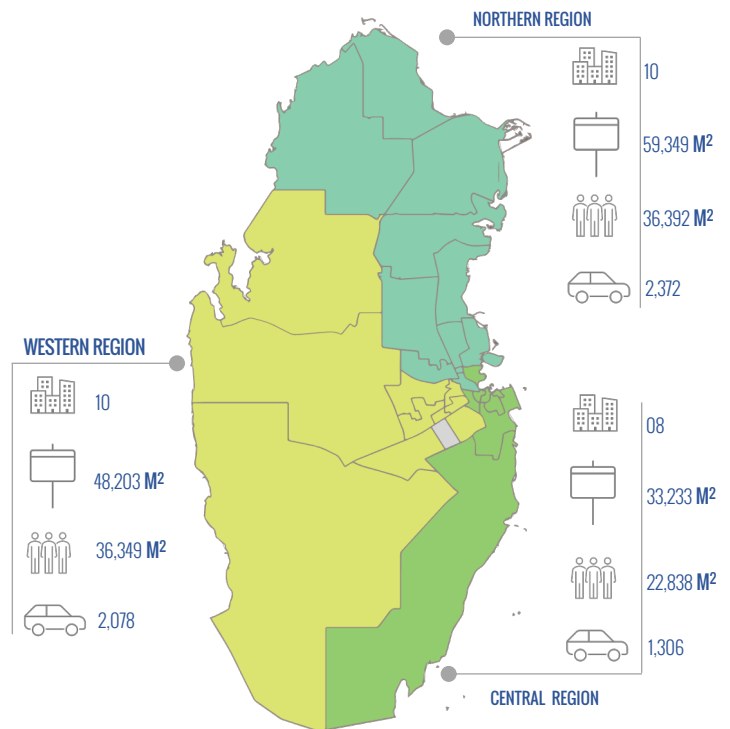 NORTHERN REGION
10
59,349 M²
36,392 M²
2,372
WESTERN REGION
10
48,203 M²
36,349 M²
2,078
08
33,233 M²
22,838 M²
1,306
CENTRAL REGION